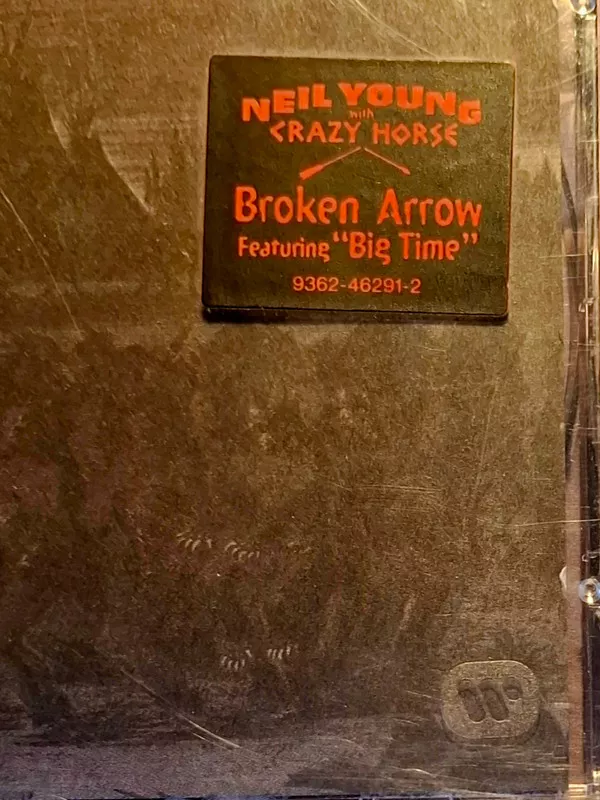 NEIL YOUNG
with
CRAZY HORSE
Broken Arrow
Featuring "Big Time"
9362-46291-2